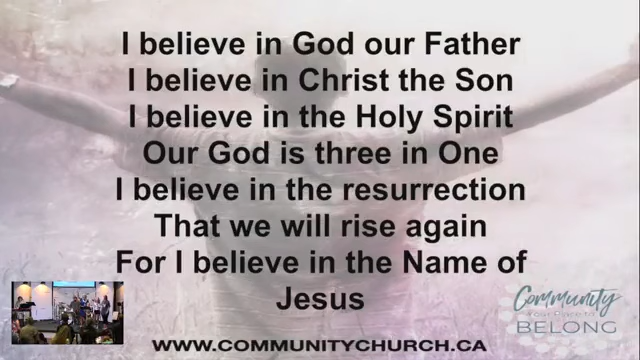 I believe in God our Father
I believe in Christ the Son
I believe in the Holy Spirit
Our God is three in One
I believe in the resurrection
That we will rise again
For I believe in the Name of
Jesus
Community
BELONG
WWW.COMMUNITYCHURCH.CA